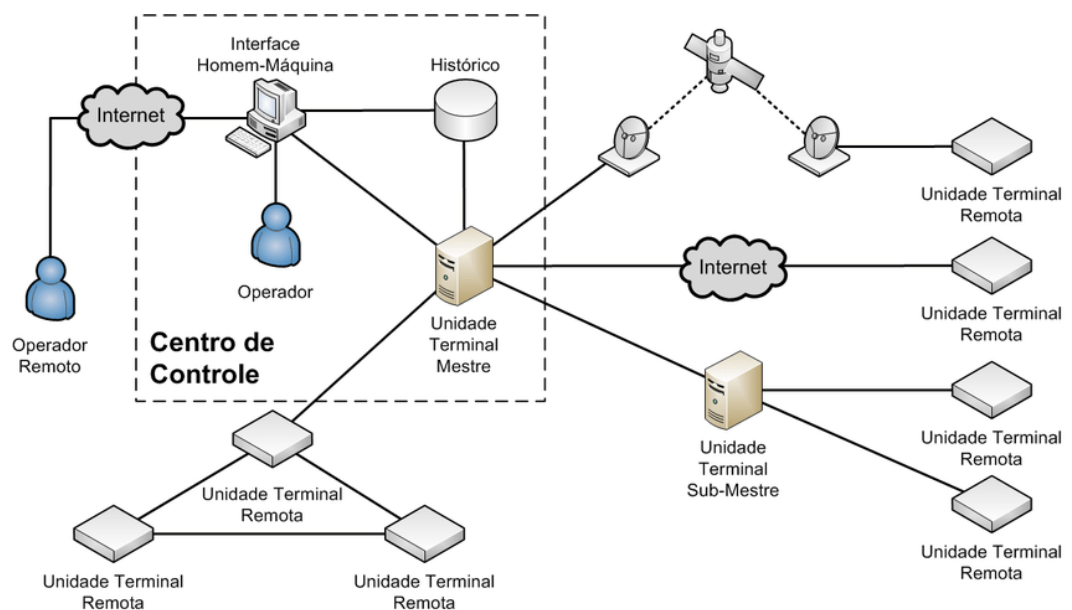 Interface
Homem-Máquina
Histórico
Internet
Operador
Operador
Remoto
Centro de
Controle
Unidade
Terminal
Mestre
Unidade Terminal
Remota
Internet
Unidade Terminal
Remota
Unidade
Terminal
Sub-Mestre
Unidade Terminal
Remota
Unidade Terminal
Remota
Unidade Terminal
Remota
Unidade Terminal
Remota
Unidade Terminal
Remota